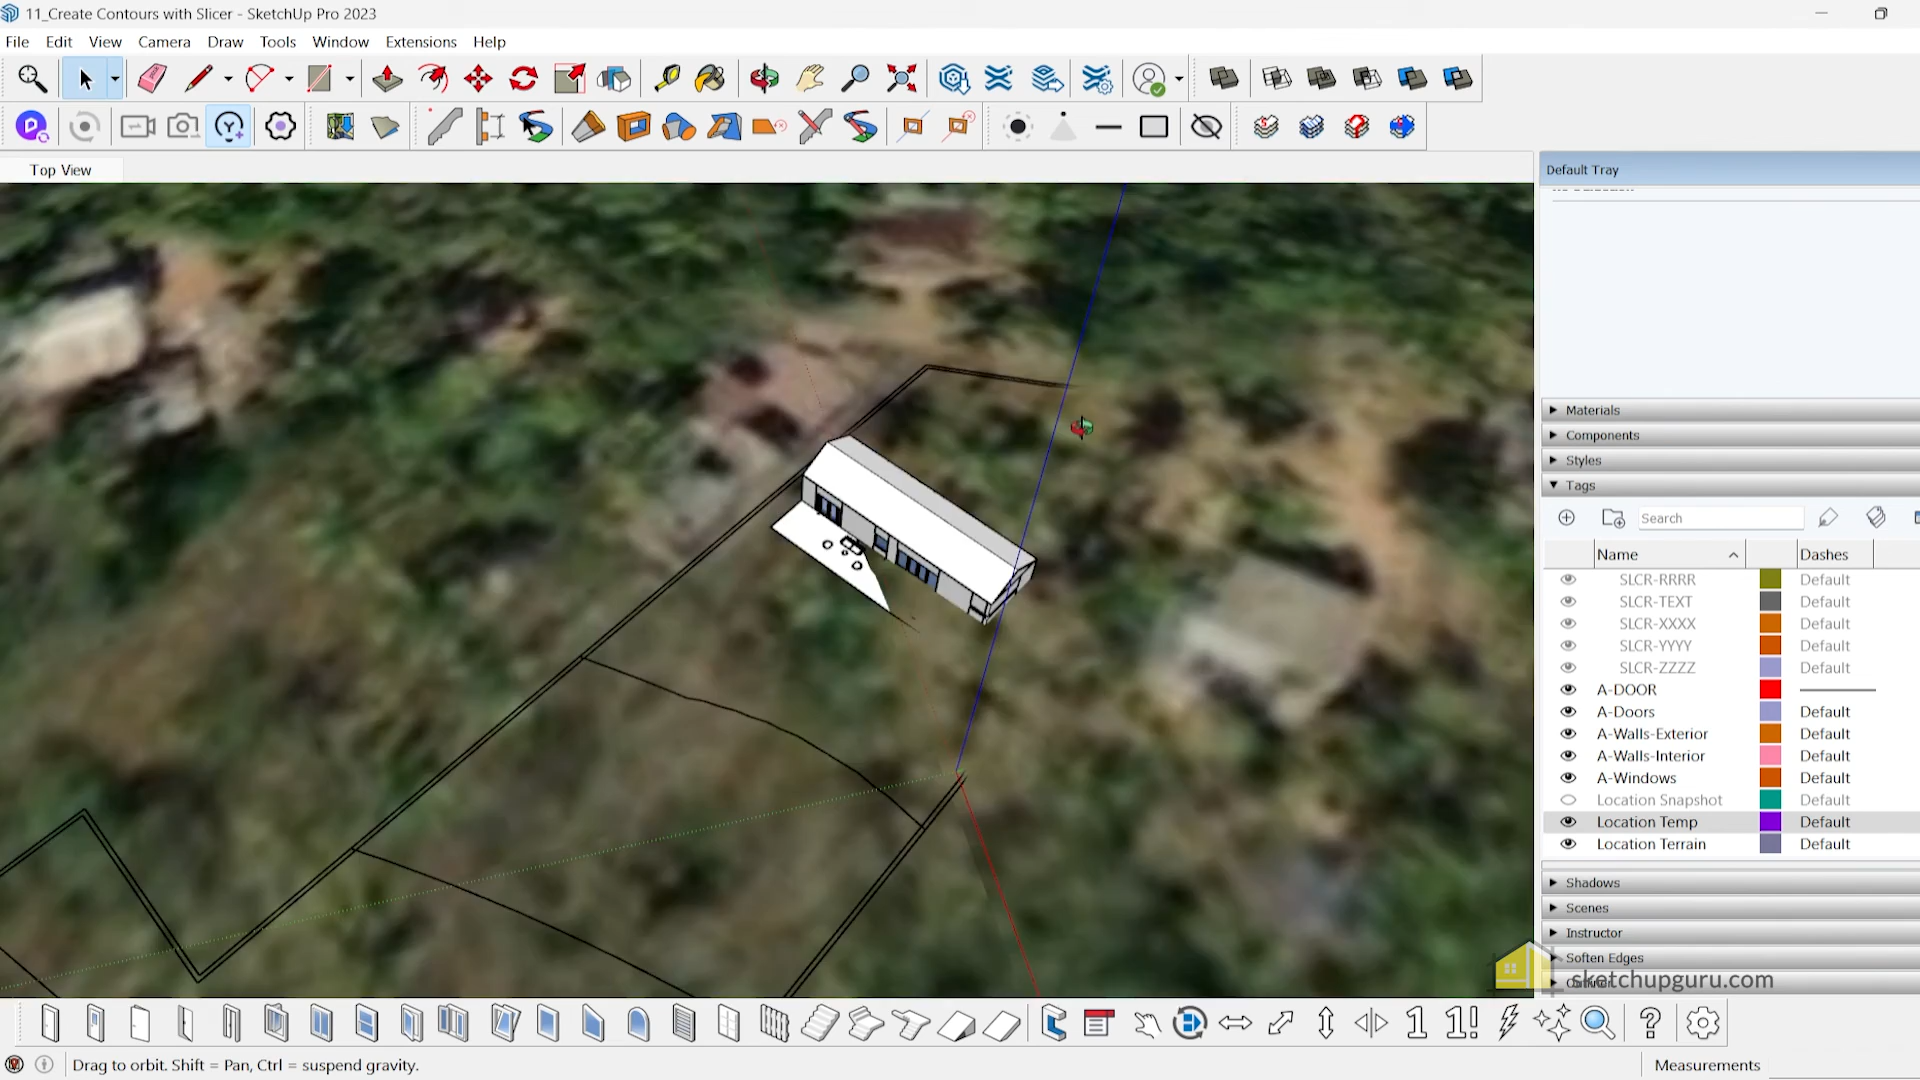 11_Create Contours with Slicer - SketchUp Pro 2023
File Edit View Camera Draw Tools Window Extensions Help
Top View
Default Tray
Materials
Components
Styles
Tags
Search
Name Dashes
SLCR-RRRR Default
SLCR-TEXT Default
SLCR-XXXX Default
SLCR-YYYY Default
SLCR-ZZZZ Default
A-DOOR
A-Doors Default
A-Walls-Exterior Default
A-Walls-Interior Default
A-Windows Default
Location Snapshot Default
Location Temp Default
Location Terrain Default
Shadows
Scenes
Instructor
Soften Edges
sketchupguru.com
1 1! ?
Drag to orbit. Shift = Pan, Ctrl = suspend gravity.
Measurements